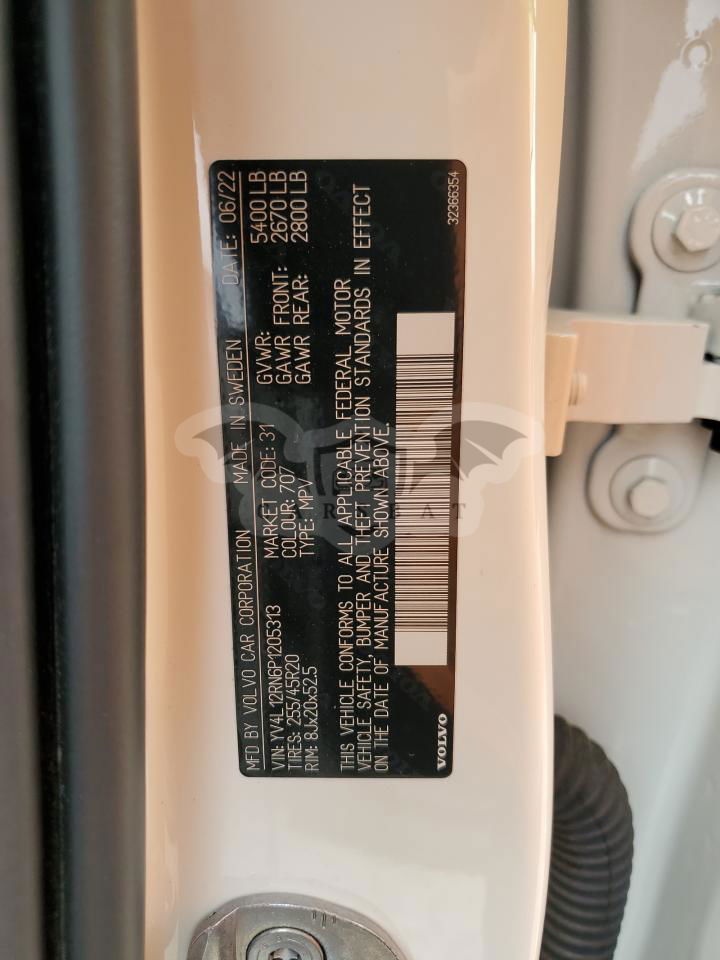 MFD BY VOLVO CAR CORPORATION MADE IN SWEDEN DATE: 06/22
VIN: YV4L12RN6P1205313 MARKET CODE: 31 GVWR: 5400 LB
TIRES: 255/45R20 COLOUR: 707 GAWR FRONT: 2670 LB
RIM: 8Jx20x52.5 TYPE: MPV GAWR REAR: 2800 LB
THIS VEHICLE CONFORMS TO ALL APPLICABLE FEDERAL MOTOR
VEHICLE SAFETY, BUMPER AND THEFT PREVENTION STANDARDS IN EFFECT
ON THE DATE OF MANUFACTURE SHOWN ABOVE.
VOLVO 32366354